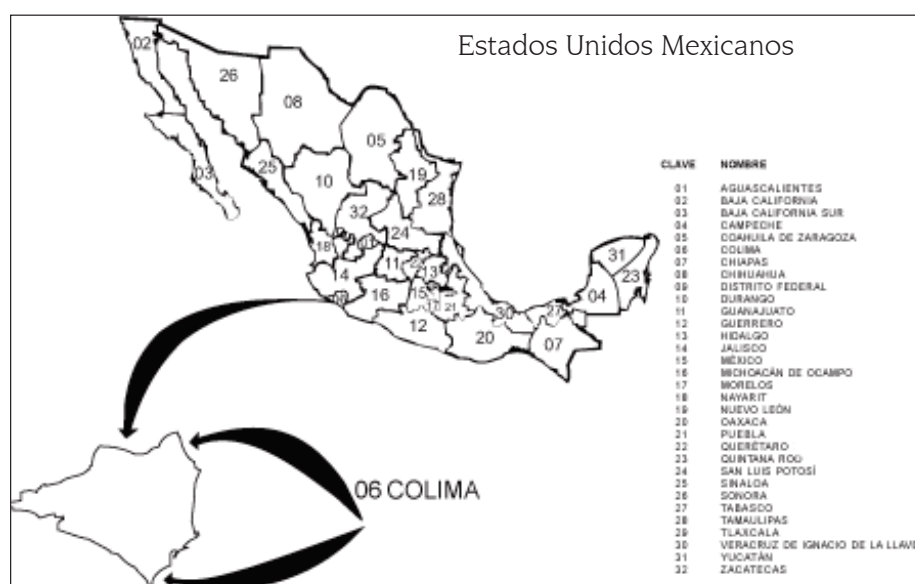 Estados Unidos Mexicanos
02
26
08
05
03
25
10
19
28
32
24
18
01
14
11
13
16
15
12
21
30
20
27
07
04
31
23
06 COLIMA
CLAVE NOMBRE
01 AGUASCALIENTES
02 BAJA CALIFORNIA
03 BAJA CALIFORNIA SUR
04 CAMPECHE
05 COAHUILA DE ZARAGOZA
06 COLIMA
07 CHIAPAS
08 CHIHUAHUA
09 DISTRITO FEDERAL
10 DURANGO
11 GUANAJUATO
12 GUERRERO
13 HIDALGO
14 JALISCO
15 MÉXICO
16 MICHOACÁN DE OCAMPO
17 MORELOS
18 NAYARIT
19 NUEVO LEÓN
20 OAXACA
21 PUEBLA
22 QUERÉTARO
23 QUINTANA ROO
24 SAN LUIS POTOSÍ
25 SINALOA
26 SONORA
27 TABASCO
28 TAMAULIPAS
29 TLAXCALA
30 VERACRUZ DE IGNACIO DE LA LLAVE
31 YUCATÁN
32 ZACATECAS